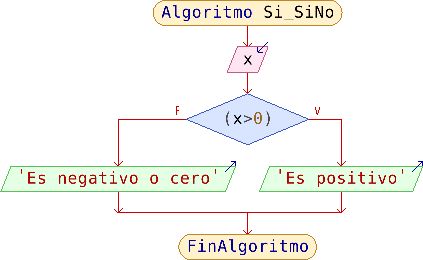 Algoritmo Si_SiNo
x
(x>0)
F
V
'Es negativo o cero'
'Es positivo'
FinAlgoritmo